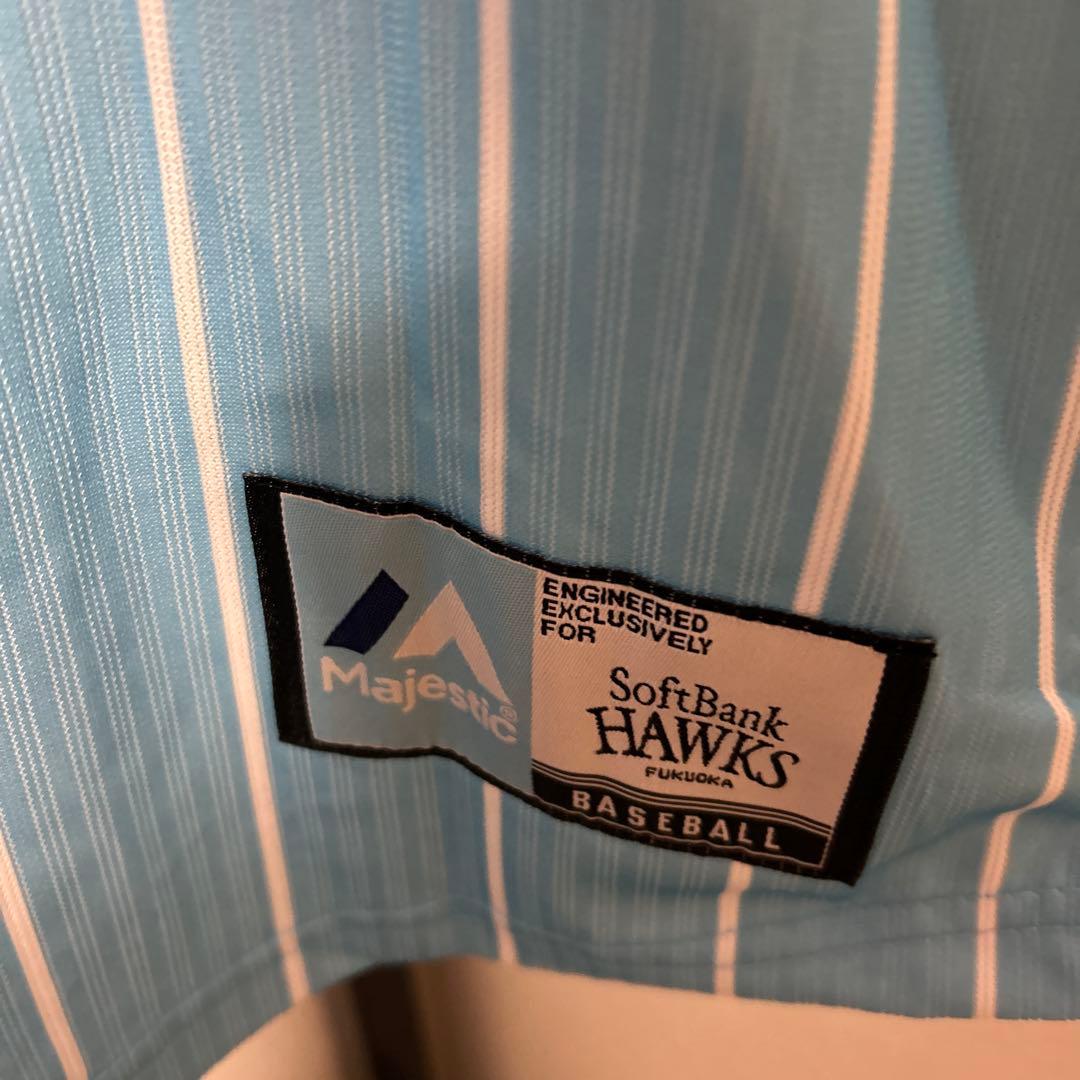 Majestic®
ENGINEERED
EXCLUSIVELY
FOR
SoftBank
HAWKS
FUKUOKA
BASEBALL